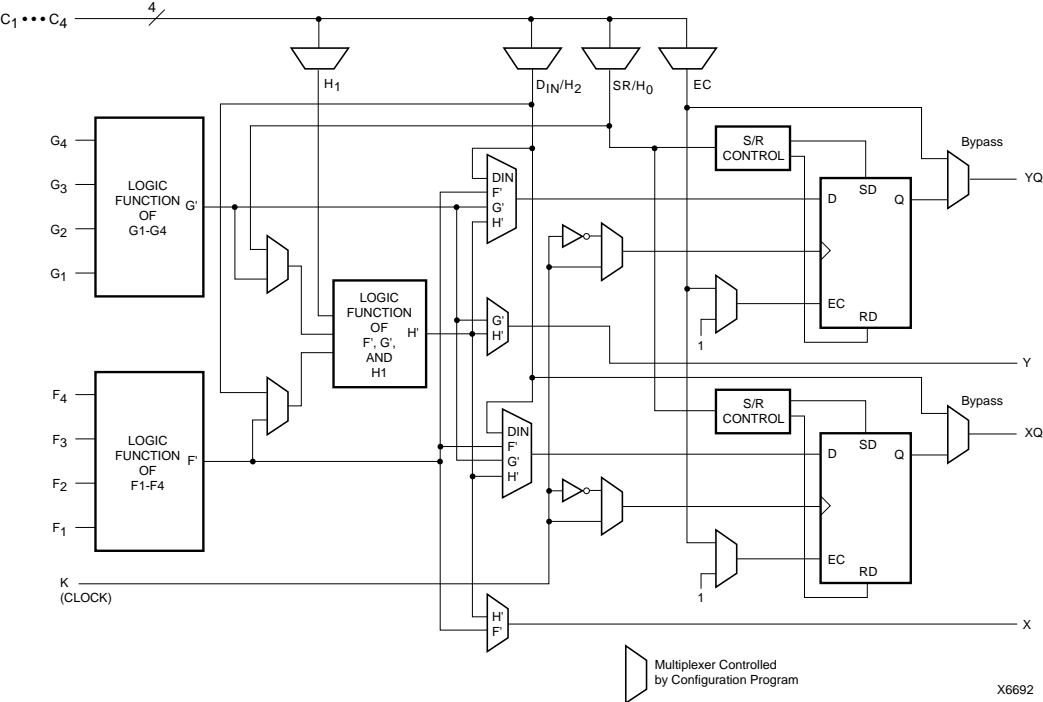 C1 ••• C4
4
H1
DIN/H2
SR/H0
EC
G4
G3
G2
G1
LOGIC
FUNCTION
OF
G1-G4
G'
DIN
F'
G'
H'
S/R
CONTROL
Bypass
SD
D
Q
EC
RD
1
YQ
LOGIC
FUNCTION
OF
F', G',
AND
H1
H'
G'
H'
Y
F4
F3
F2
F1
LOGIC
FUNCTION
OF
F1-F4
F'
DIN
F'
G'
H'
S/R
CONTROL
Bypass
SD
D
Q
EC
RD
1
XQ
K
(CLOCK)
H'
F'
X
Multiplexer Controlled
by Configuration Program
X6692